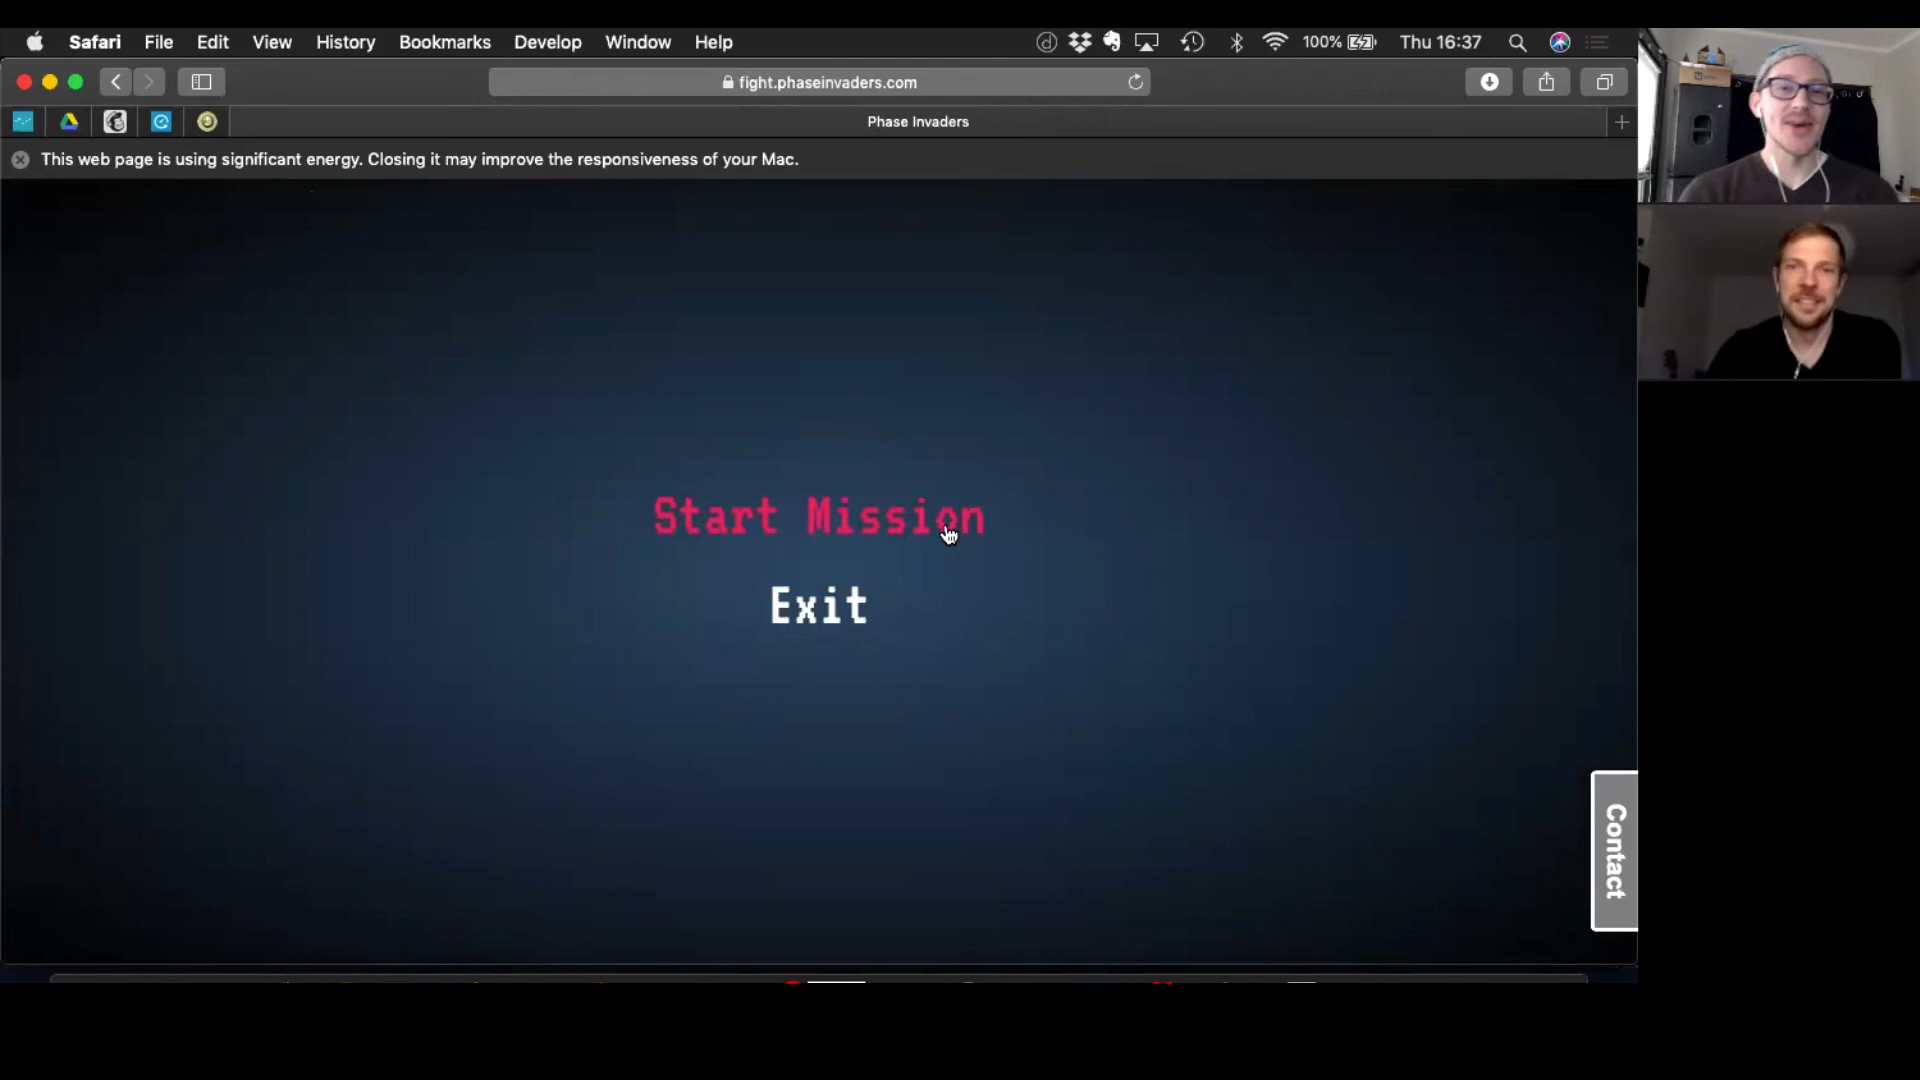 Safari File Edit View History Bookmarks Develop Window Help 100% Thu 16:37
fight.phaseinvaders.com
Phase Invaders
This web page is using significant energy. Closing it may improve the responsiveness of your Mac.
Start Mission
Exit
Contact